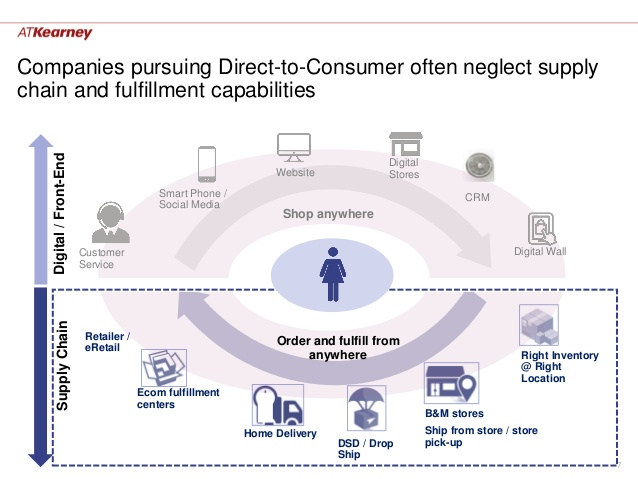 ATKearney
Companies pursuing Direct-to-Consumer often neglect supply
chain and fulfillment capabilities
Digital / Front-End
Customer
Service
Smart Phone /
Social Media
Website
Digital
Stores
CRM
Digital Wall
Shop anywhere
Supply Chain
Order and fulfill from
anywhere
Retailer /
eRetail
Ecom fulfillment
centers
Home Delivery
DSD / Drop
Ship
B&M stores
Ship from store / store
pick-up
Right Inventory
@ Right
Location
7